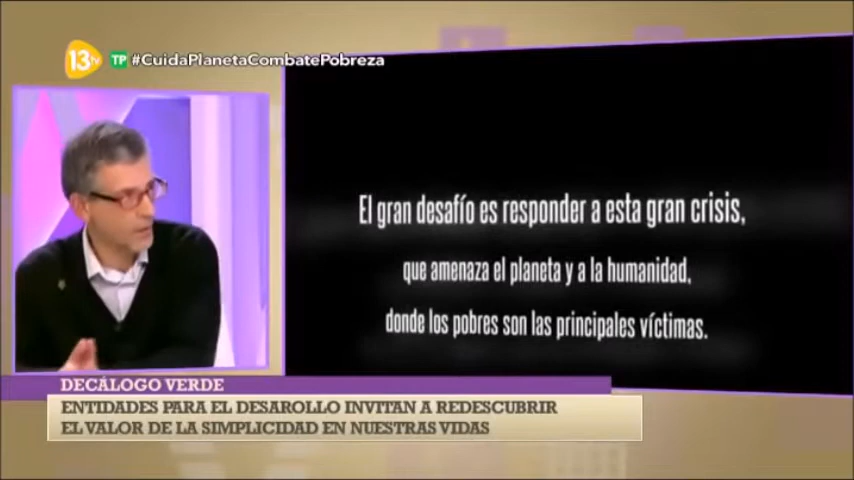 13tv TP #CuidaPlanetaCombatePobreza
El gran desafío es responder a esta gran crisis,
que amenaza el planeta y a la humanidad,
donde los pobres son las principales víctimas.
DECÁLOGO VERDE
ENTIDADES PARA EL DESAROLLO INVITAN A REDESCUBRIR
EL VALOR DE LA SIMPLICIDAD EN NUESTRAS VIDAS